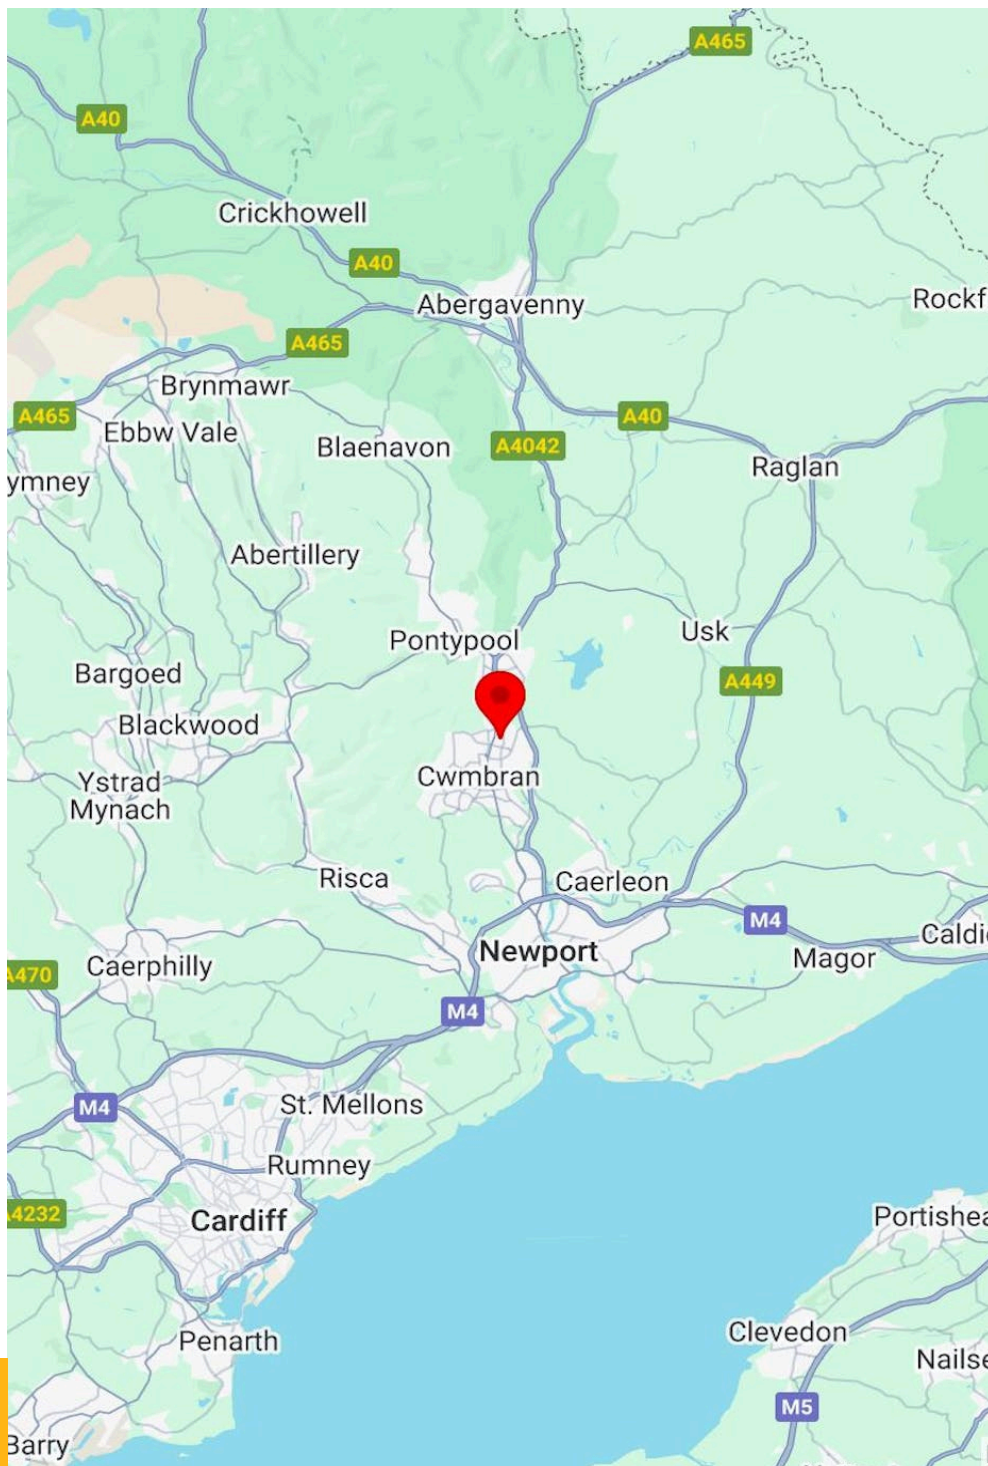 A465
A40
Crickhowell
A40
Abergavenny
Rockf
A465
Brynmawr
A465
A40
Ebbw Vale
Blaenavon
A4042
Raglan
ymney
Abertillery
Usk
Pontypool
Bargoed
A449
Blackwood
Cwmbran
Ystrad
Mynach
Risca
Caerleon
M4
Caldi
Newport
Magor
Caerphilly
A470
M4
St. Mellons
M4
Rumney
A4232
Cardiff
Portishea
Clevedon
Penarth
Nailse
M5
Barry